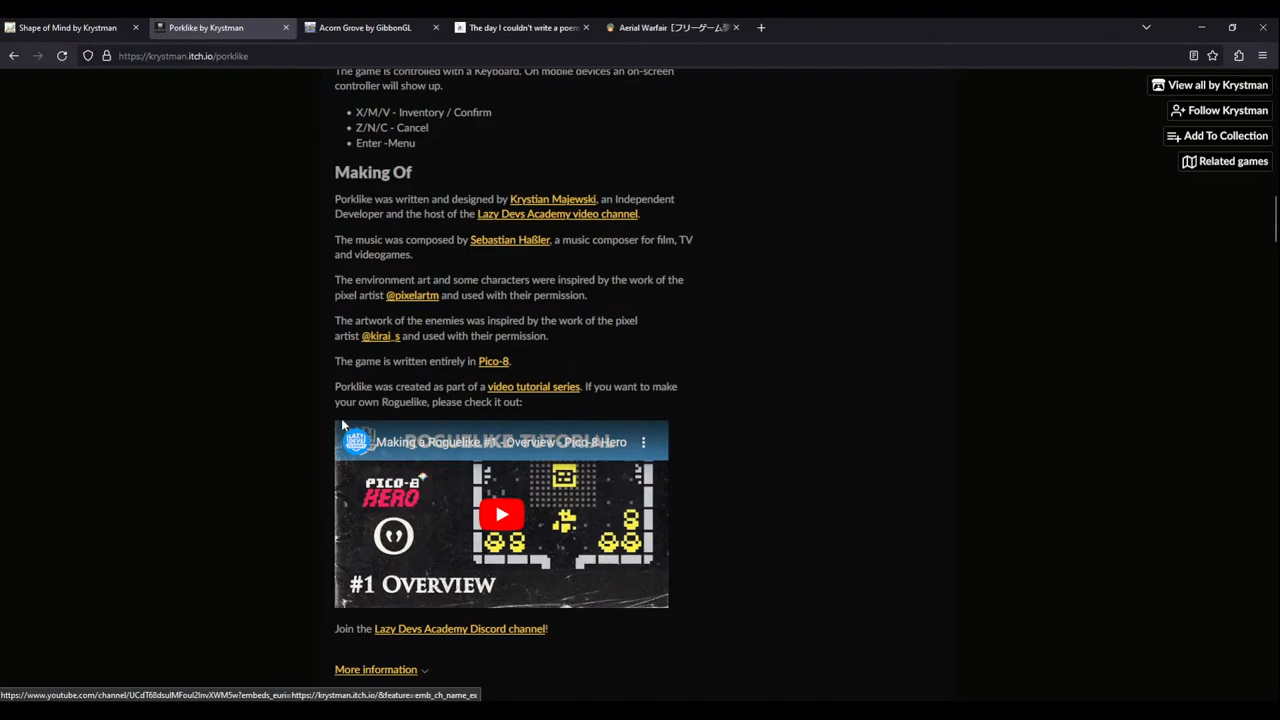 Shape of Mind by Krystman
Porklike by Krystman
Acorn Grove by GibbonGL
The day I couldn't write a poem
Aerial Warfair［フリーゲーム夢
https://krystman.itch.io/porklike
View all by Krystman
Follow Krystman
Add To Collection
Related games
The game is controlled with a Keyboard. On mobile devices an on-screen
controller will show up.
X/M/V - Inventory / Confirm
Z/N/C - Cancel
Enter -Menu
Making Of
Porklike was written and designed by Krystian Majewski, an Independent
Developer and the host of the Lazy Devs Academy video channel.
The music was composed by Sebastian Haßler, a music composer for film, TV
and videogames.
The environment art and some characters were inspired by the work of the
pixel artist @pixelartm and used with their permission.
The artwork of the enemies was inspired by the work of the pixel
artist @kirai_s and used with their permission.
The game is written entirely in Pico-8.
Porklike was created as part of a video tutorial series. If you want to make
your own Roguelike, please check it out:
ROGUELIKE TUTORIAL
Making a Roguelike #1 - Overview - Pico-8 Hero
PICO-8
HERO
#1 OVERVIEW
Join the Lazy Devs Academy Discord channel!
More information